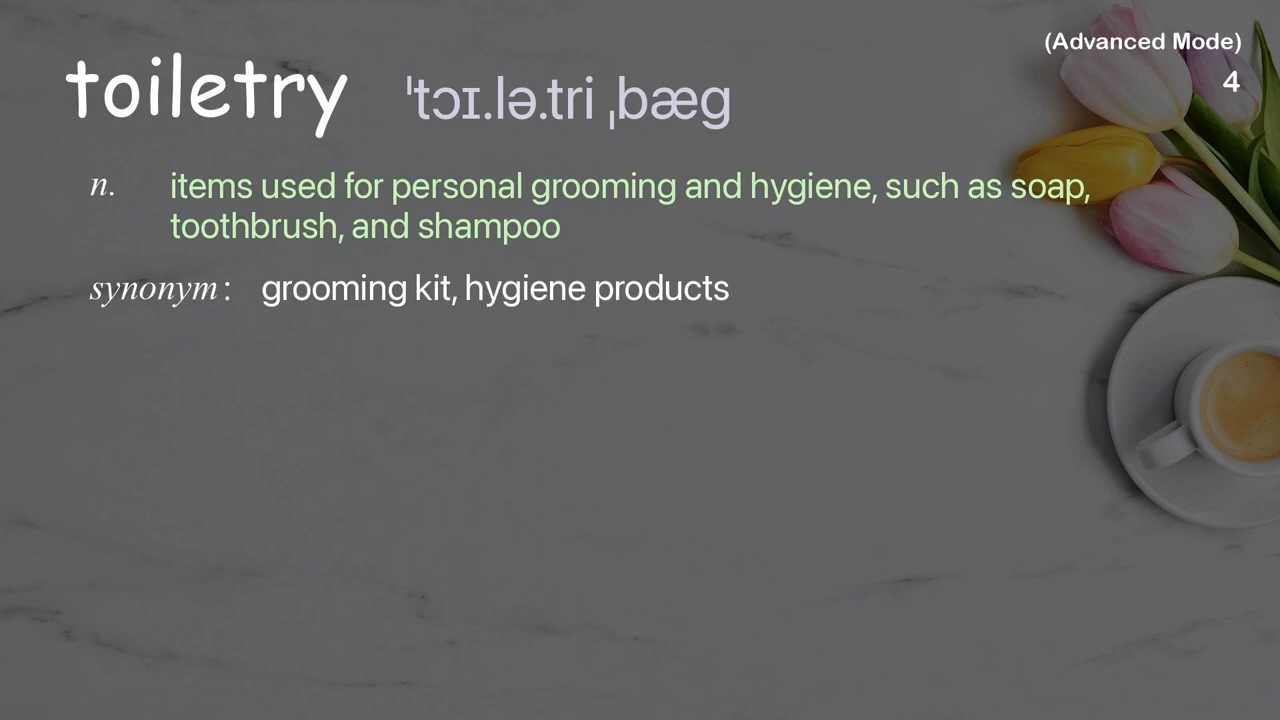 (Advanced Mode)
4
toiletry ˈtɔɪ.lə.tri ˌbæg
n. items used for personal grooming and hygiene, such as soap,
toothbrush, and shampoo
synonym : grooming kit, hygiene products